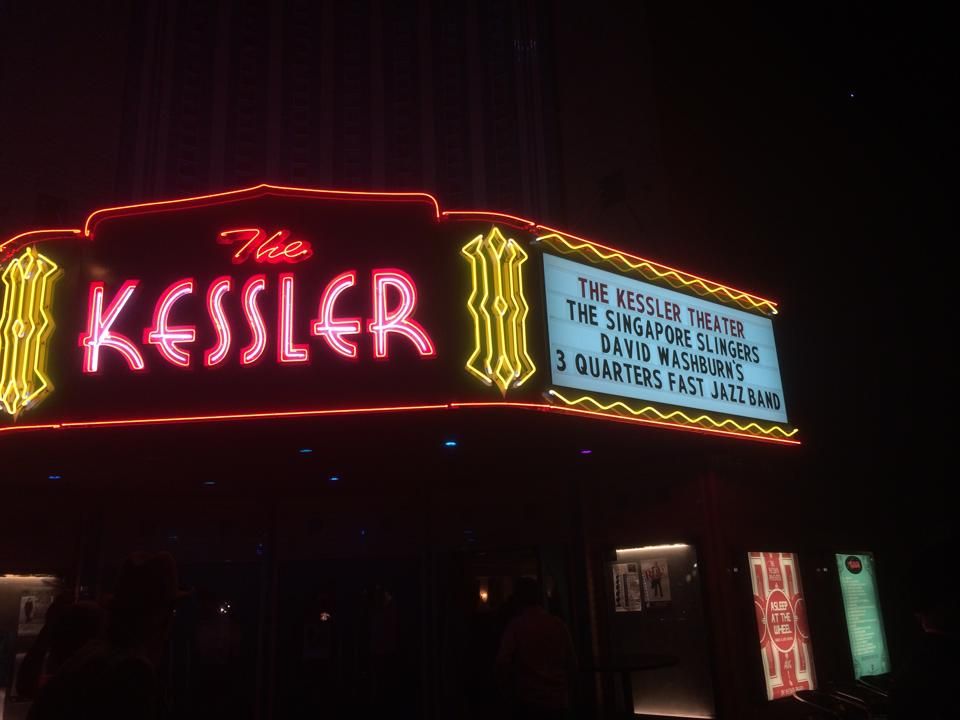 The
KESSLER
THE KESSLER THEATER
THE SINGAPORE SLINGERS
DAVID WASHBURN'S
3 QUARTERS FAST JAZZ BAND
ASLEEP
AT THE
WHEEL